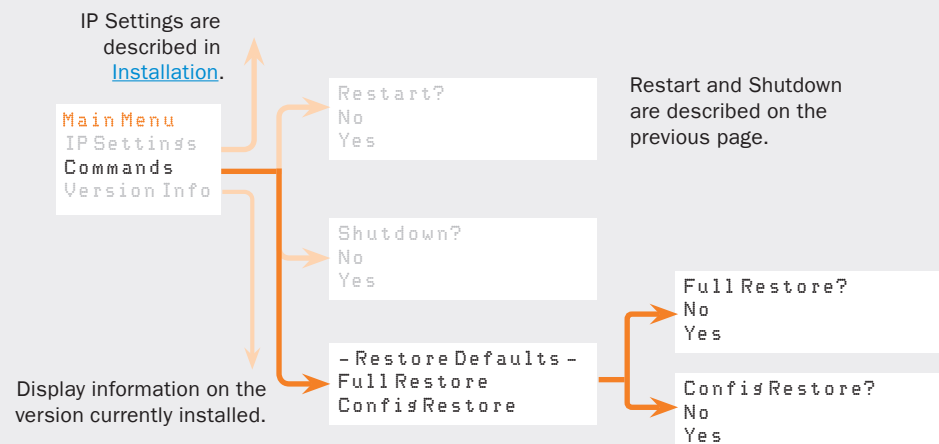 IP Settings are
described in
Installation.
Main Menu
IP Settings
Commands
Version Info
Restart?
No
Yes
Restart and Shutdown
are described on the
previous page.
Shutdown?
No
Yes
– Restore Defaults –
Full Restore
Config Restore
Full Restore?
No
Yes
Config Restore?
No
Yes
Display information on the
version currently installed.